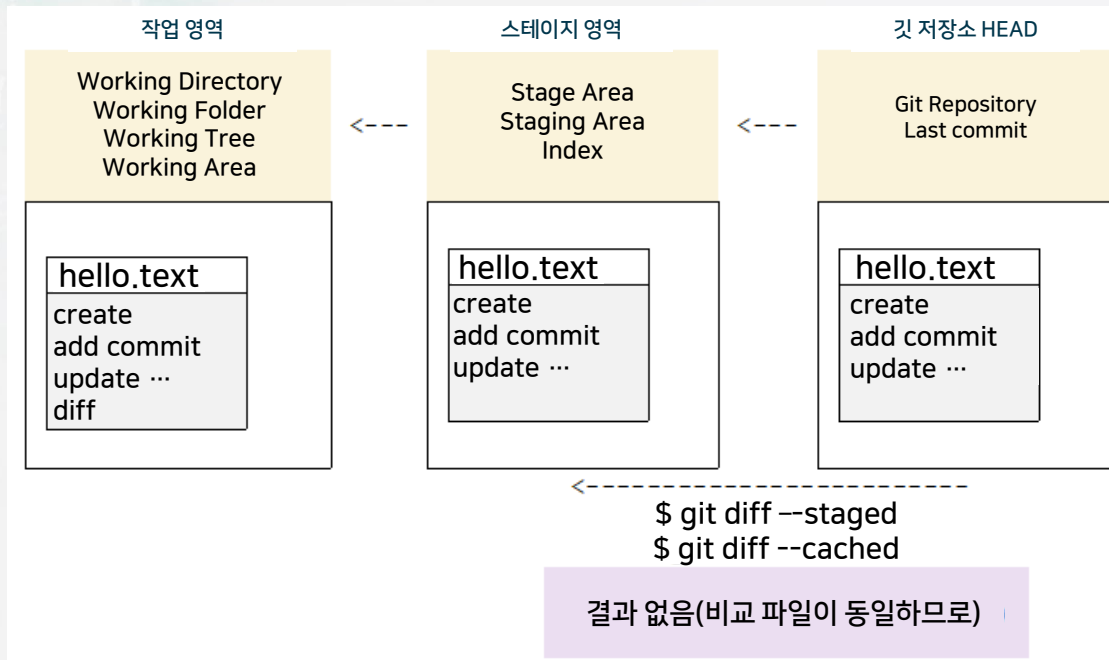 작업 영역
스테이지 영역
깃 저장소 HEAD
Working Directory
Working Folder
Working Tree
Working Area
<---
Stage Area
Staging Area
Index
<---
Git Repository
Last commit
hello.text
create
add commit
update ···
diff
hello.text
create
add commit
update ···
hello.text
create
add commit
update ···
$ git diff –-staged
$ git diff --cached
결과 없음(비교 파일이 동일하므로)